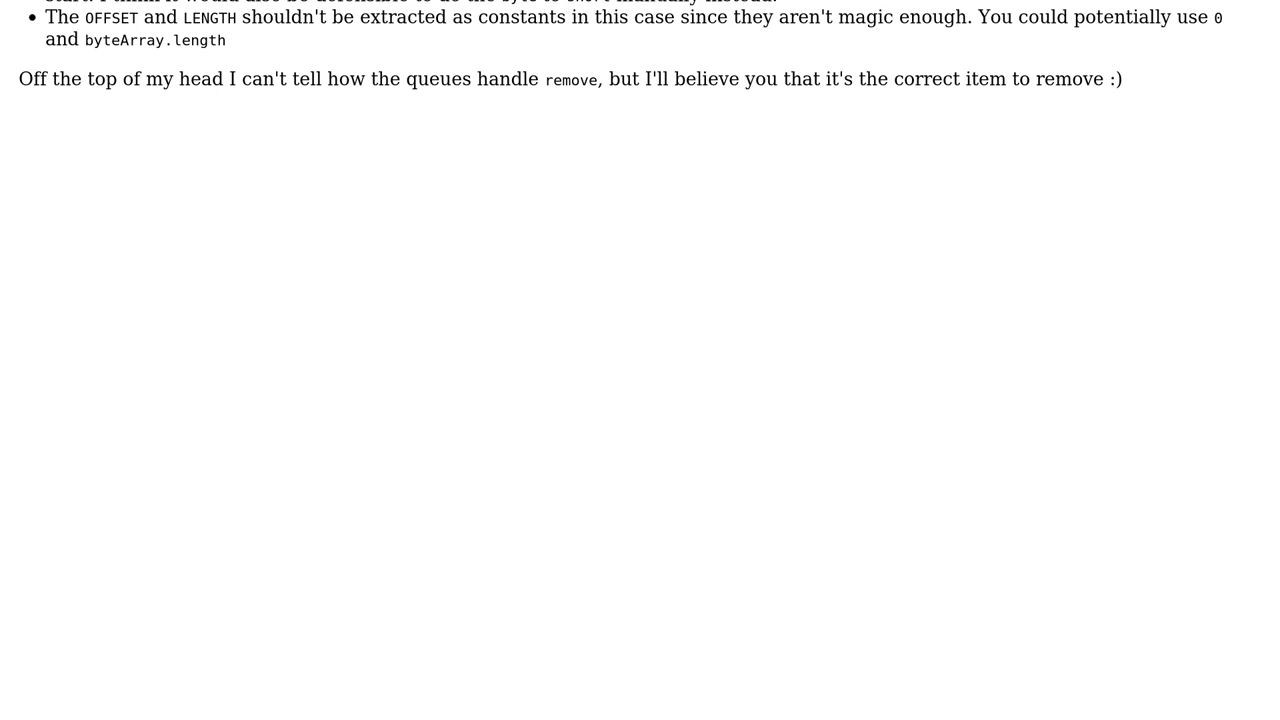 The OFFSET and LENGTH shouldn't be extracted as constants in this case since they aren't magic enough. You could potentially use 0
and byteArray.length
Off the top of my head I can't tell how the queues handle remove, but I'll believe you that it's the correct item to remove :)